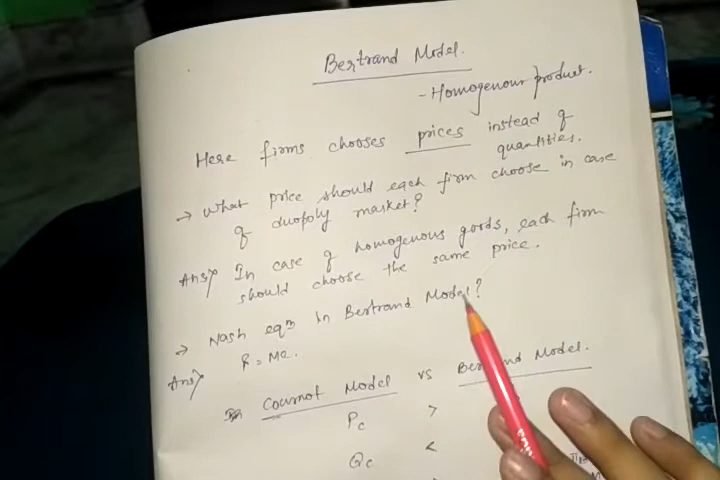 Bertrand Model.
- Homogenour product.
Here firms chooses prices instead of
quantities.
→ What price should each firm choose in case
of duopoly market?
Ans⟩ In case of homogenous goods, each firm
should choose the same price.
→ Nash eqm in Bertrand Model?
Ans⟩ P = MC.
Cournot Model vs Bertrand Model.
Pc >
Qc <